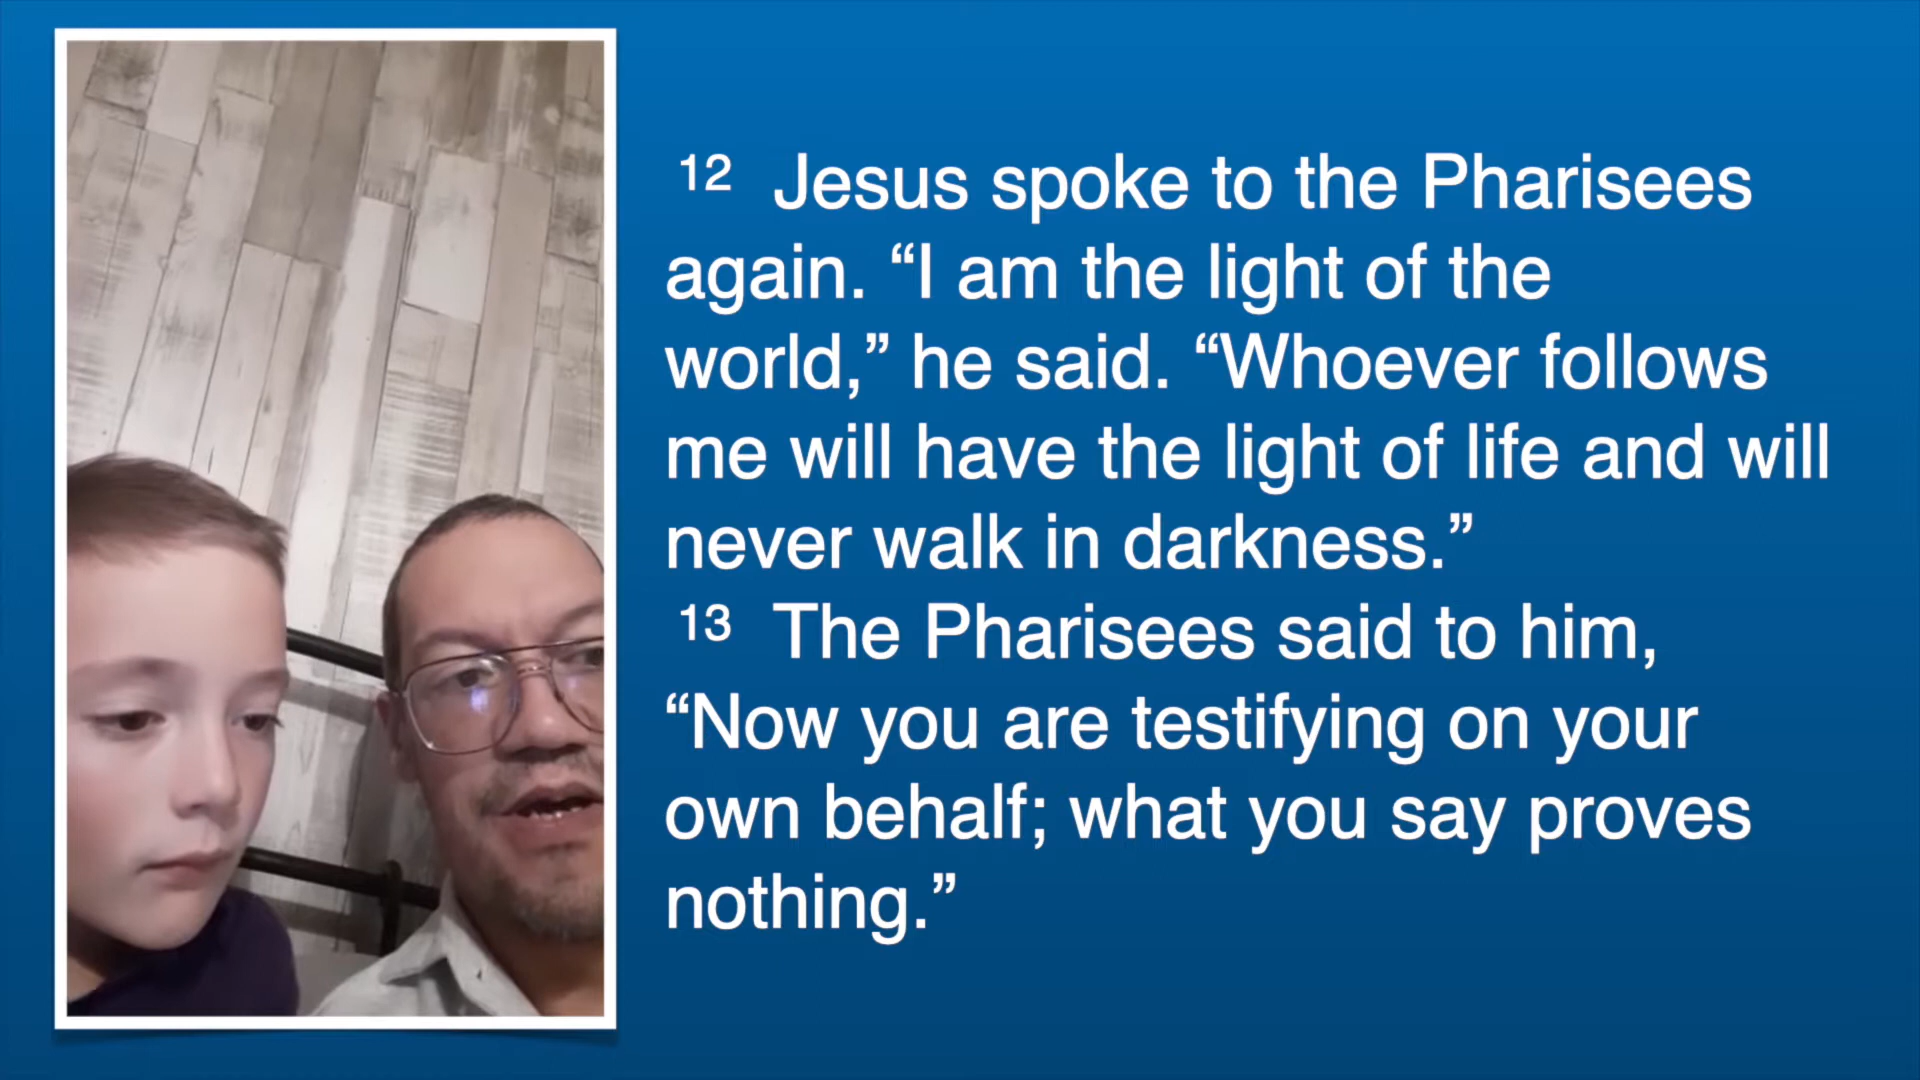 12 Jesus spoke to the Pharisees
again. “I am the light of the
world,” he said. “Whoever follows
me will have the light of life and will
never walk in darkness.”
13 The Pharisees said to him,
“Now you are testifying on your
own behalf; what you say proves
nothing.”